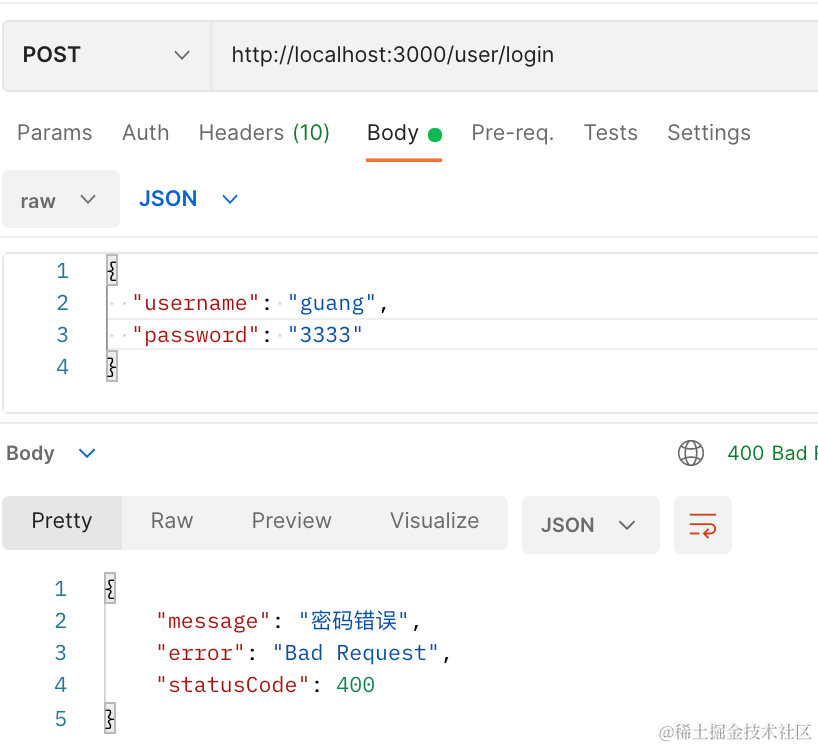 POST http://localhost:3000/user/login
Params Auth Headers (10) Body Pre-req. Tests Settings
raw JSON
1 {
2 "username": "guang",
3 "password": "3333"
4 }
Body 400 Bad
Pretty Raw Preview Visualize JSON
1 {
2 "message": "密码错误",
3 "error": "Bad Request",
4 "statusCode": 400
5 }
@稀土掘金技术社区